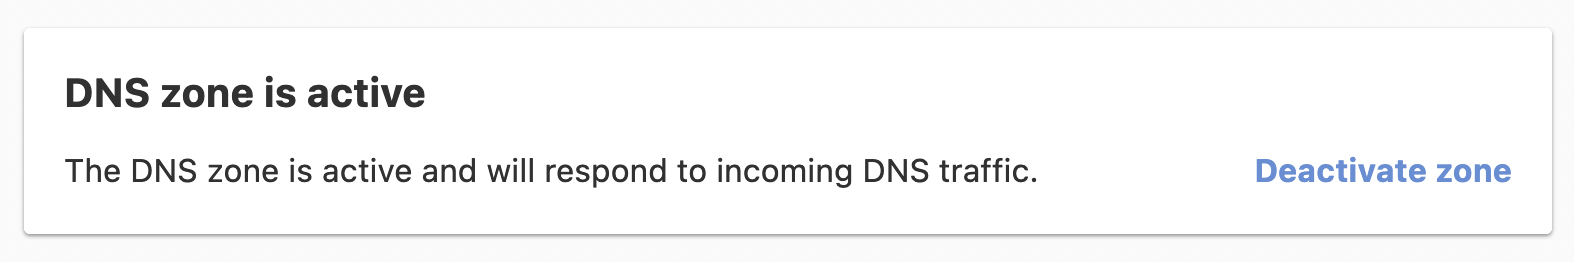 DNS zone is active
The DNS zone is active and will respond to incoming DNS traffic.
Deactivate zone